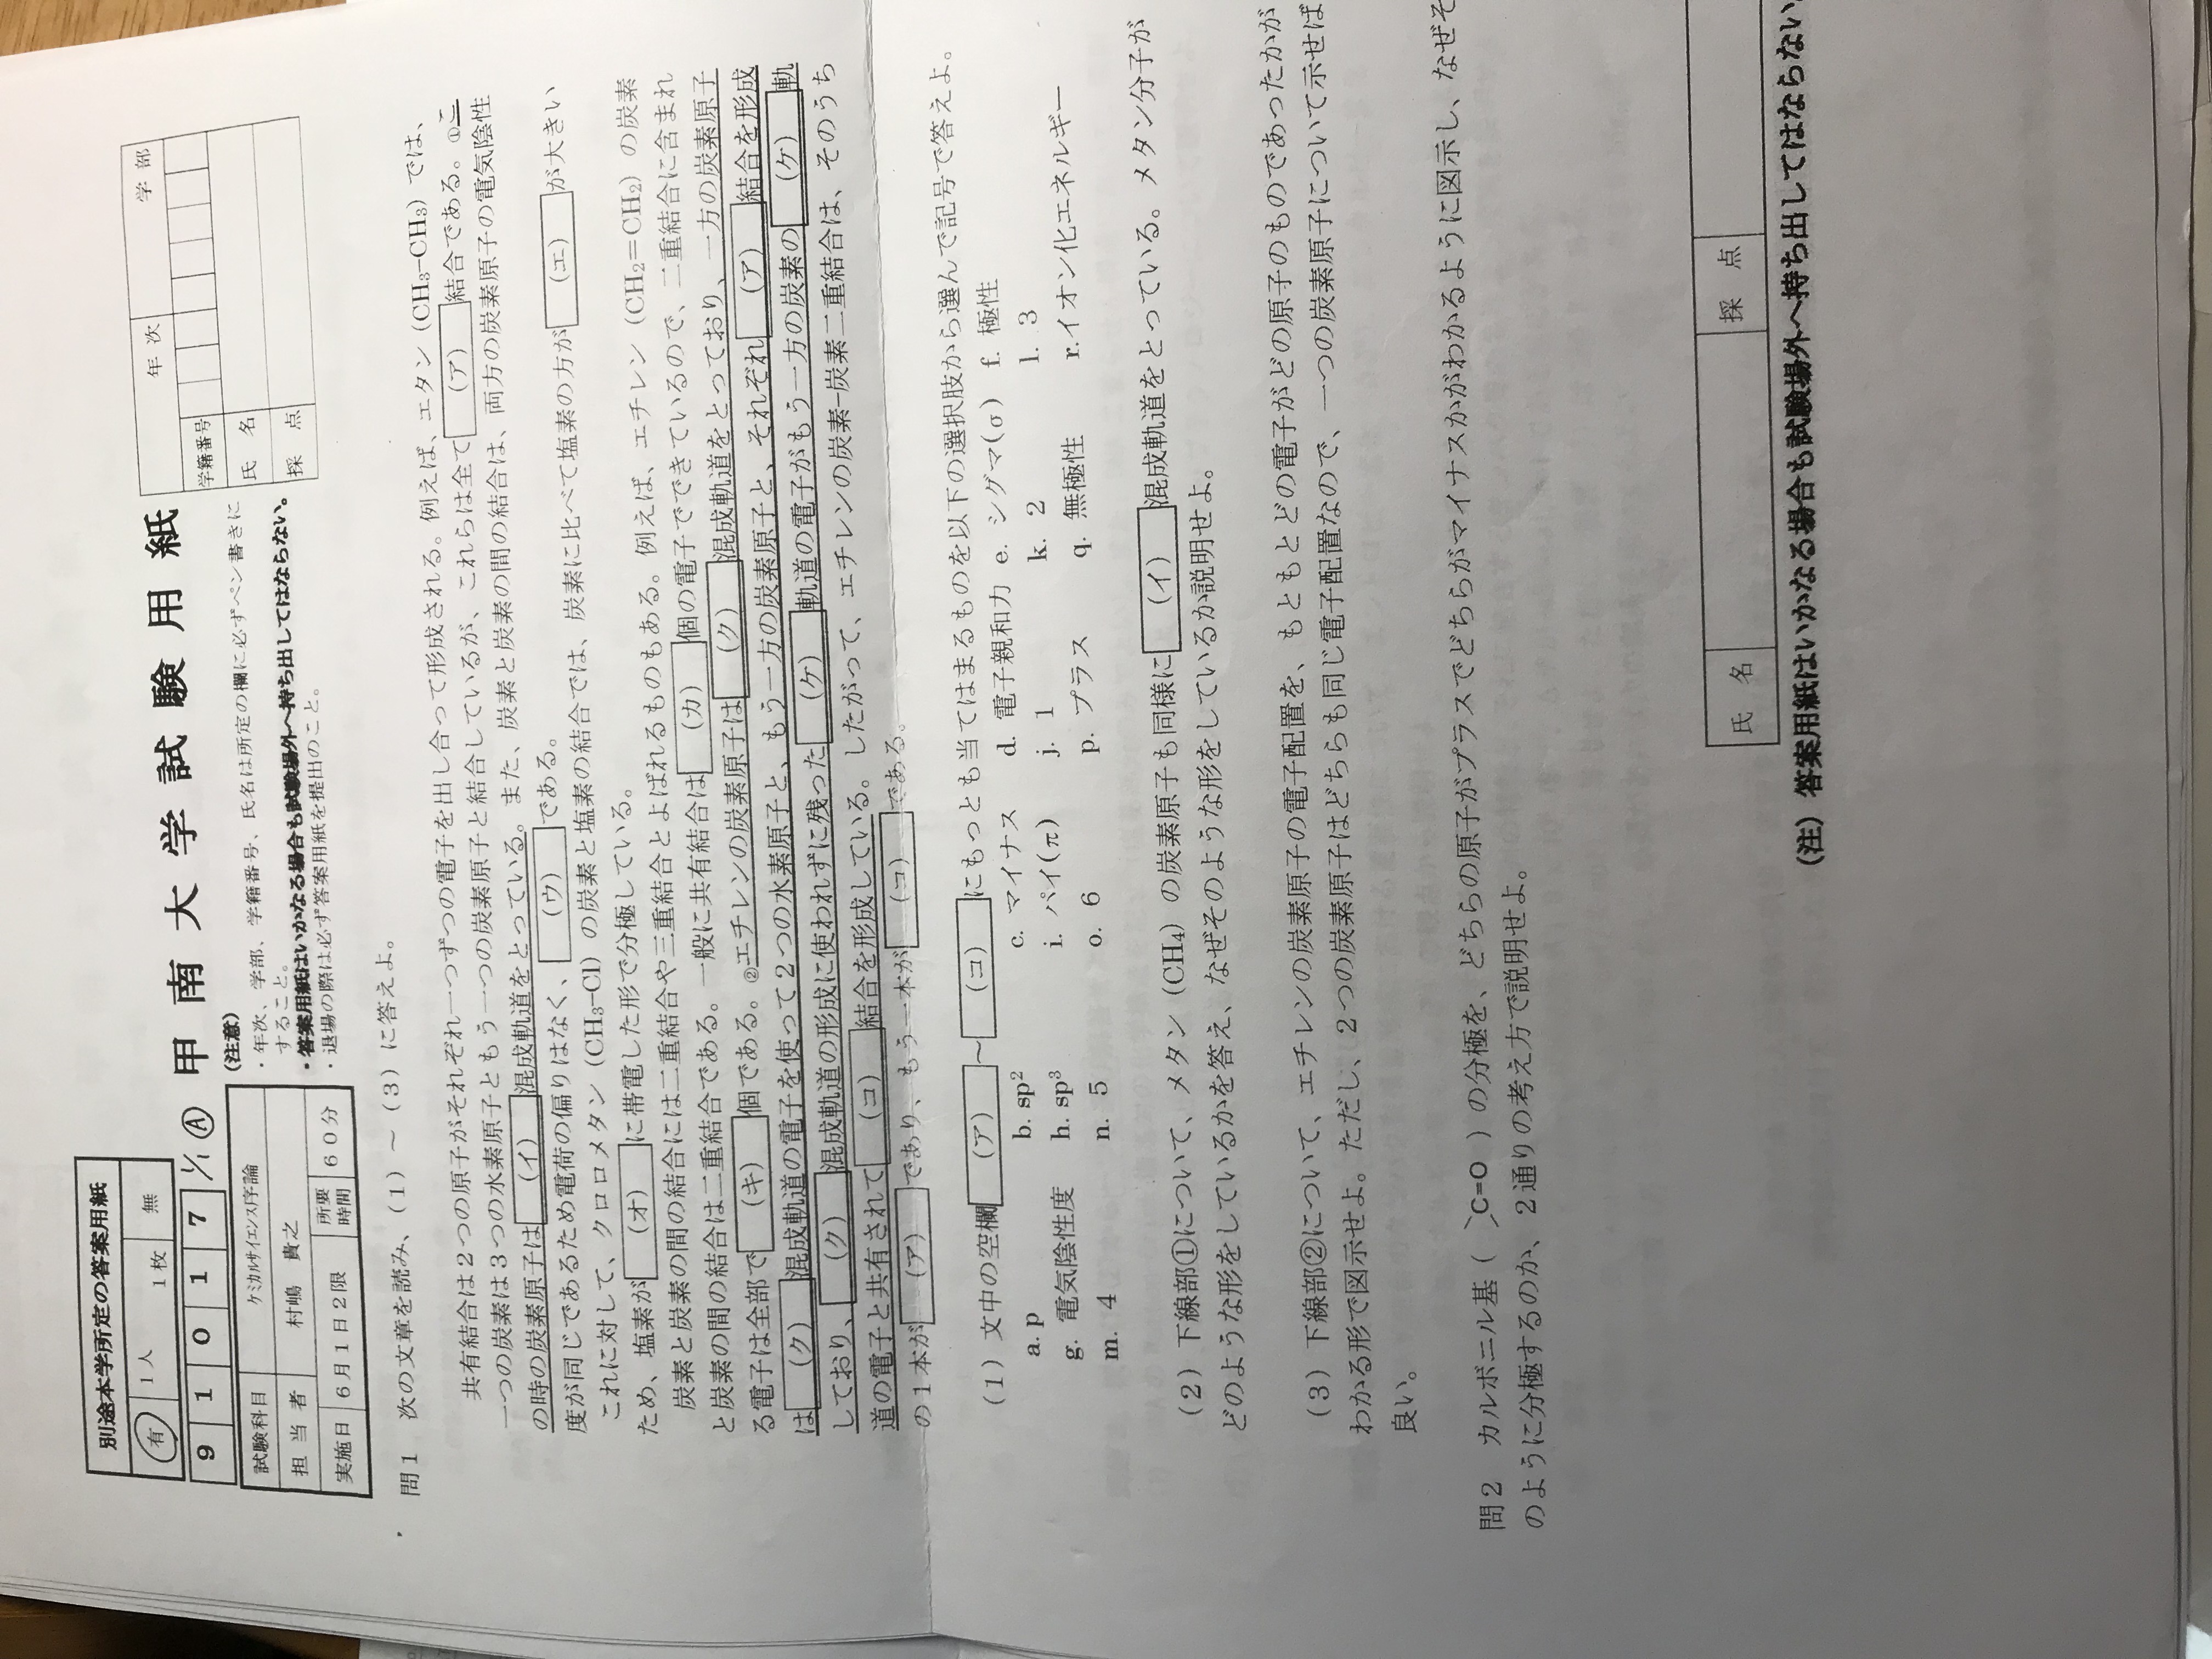 別途本学所定の答案用紙
有 1人 1枚 無
9 1 0 1 7 1/1 Ⓐ
甲南大学試験用紙
年次 学部
学籍番号
氏名
採点
試験科目 ケミカルサイエンス序論
担当者 村嶋 貴之
実施日 6月1日2限 所要時間 60分
(注意)
・年次、学部、学籍番号、氏名は所定の欄に必ずペン書きに
すること。
・答案用紙はいかなる場合も試験場外へ持ち出してはならない。
・退場の際は必ず答案用紙を提出のこと。
問1 次の文章を読み、(1)~(3)に答えよ。
共有結合は2つの原子がそれぞれ一つずつの電子を出し合って形成される。例えば、エタン(CH₃−CH₃)では、
一つの炭素は3つの水素原子ともう一つの炭素原子と結合しているが、これらは全て(ア)結合である。①こ
の時の炭素原子は(イ)混成軌道をとっている。また、炭素と炭素の間の結合は、両方の炭素原子の電気陰性
度が同じであるため電荷の偏りはなく、(ウ)である。
これに対して、クロロメタン(CH₃−Cl)の炭素と塩素の結合では、炭素に比べて塩素の方が(エ)が大きい
ため、塩素が(オ)に帯電した形で分極している。
炭素と炭素の間の結合には二重結合や三重結合とよばれるものもある。例えば、エチレン(CH₂=CH₂)の炭素
と炭素の間の結合は二重結合である。一般に共有結合は(カ)個の電子でできているので、二重結合に含まれ
る電子は全部で(キ)個である。②エチレンの炭素原子は(ク)混成軌道をとっており、一方の炭素原子
は(ク)混成軌道の電子を使って2つの水素原子と、もう一方の炭素原子と、それぞれ(ア)結合を形成
しており、(ク)混成軌道の形成に使われずに残った(ケ)軌道の電子がもう一方の炭素の(ケ)軌
道の電子と共有されて(コ)結合を形成している。したがって、エチレンの炭素−炭素二重結合は、そのうち
の1本が(ア)であり、もう一本が(コ)である。
(1)文中の空欄(ア)~(コ)にもっとも当てはまるものを以下の選択肢から選んで記号で答えよ。
a. p b. sp² c. マイナス d. 電子親和力 e. シグマ(σ) f. 極性
g. 電気陰性度 h. sp³ i. パイ(π) j. 1 k. 2 l. 3
m. 4 n. 5 o. 6 p. プラス q. 無極性 r.イオン化エネルギー
(2)下線部①について、メタン(CH₄)の炭素原子も同様に(イ)混成軌道をとっている。メタン分子が
どのような形をしているかを答え、なぜそのような形をしているか説明せよ。
(3)下線部②について、エチレンの炭素原子の電子配置を、もともとどの電子がどの原子のものであったかが
わかる形で図示せよ。ただし、2つの炭素原子はどちらも同じ電子配置なので、一つの炭素原子について示せば
良い。
問2 カルボニル基( C=O )の分極を、どちらの原子がプラスでどちらがマイナスかがわかるように図示し、なぜそ
のように分極するのか、2通りの考え方で説明せよ。
氏名 採点
(注)答案用紙はいかなる場合も試験場外へ持ち出してはならない